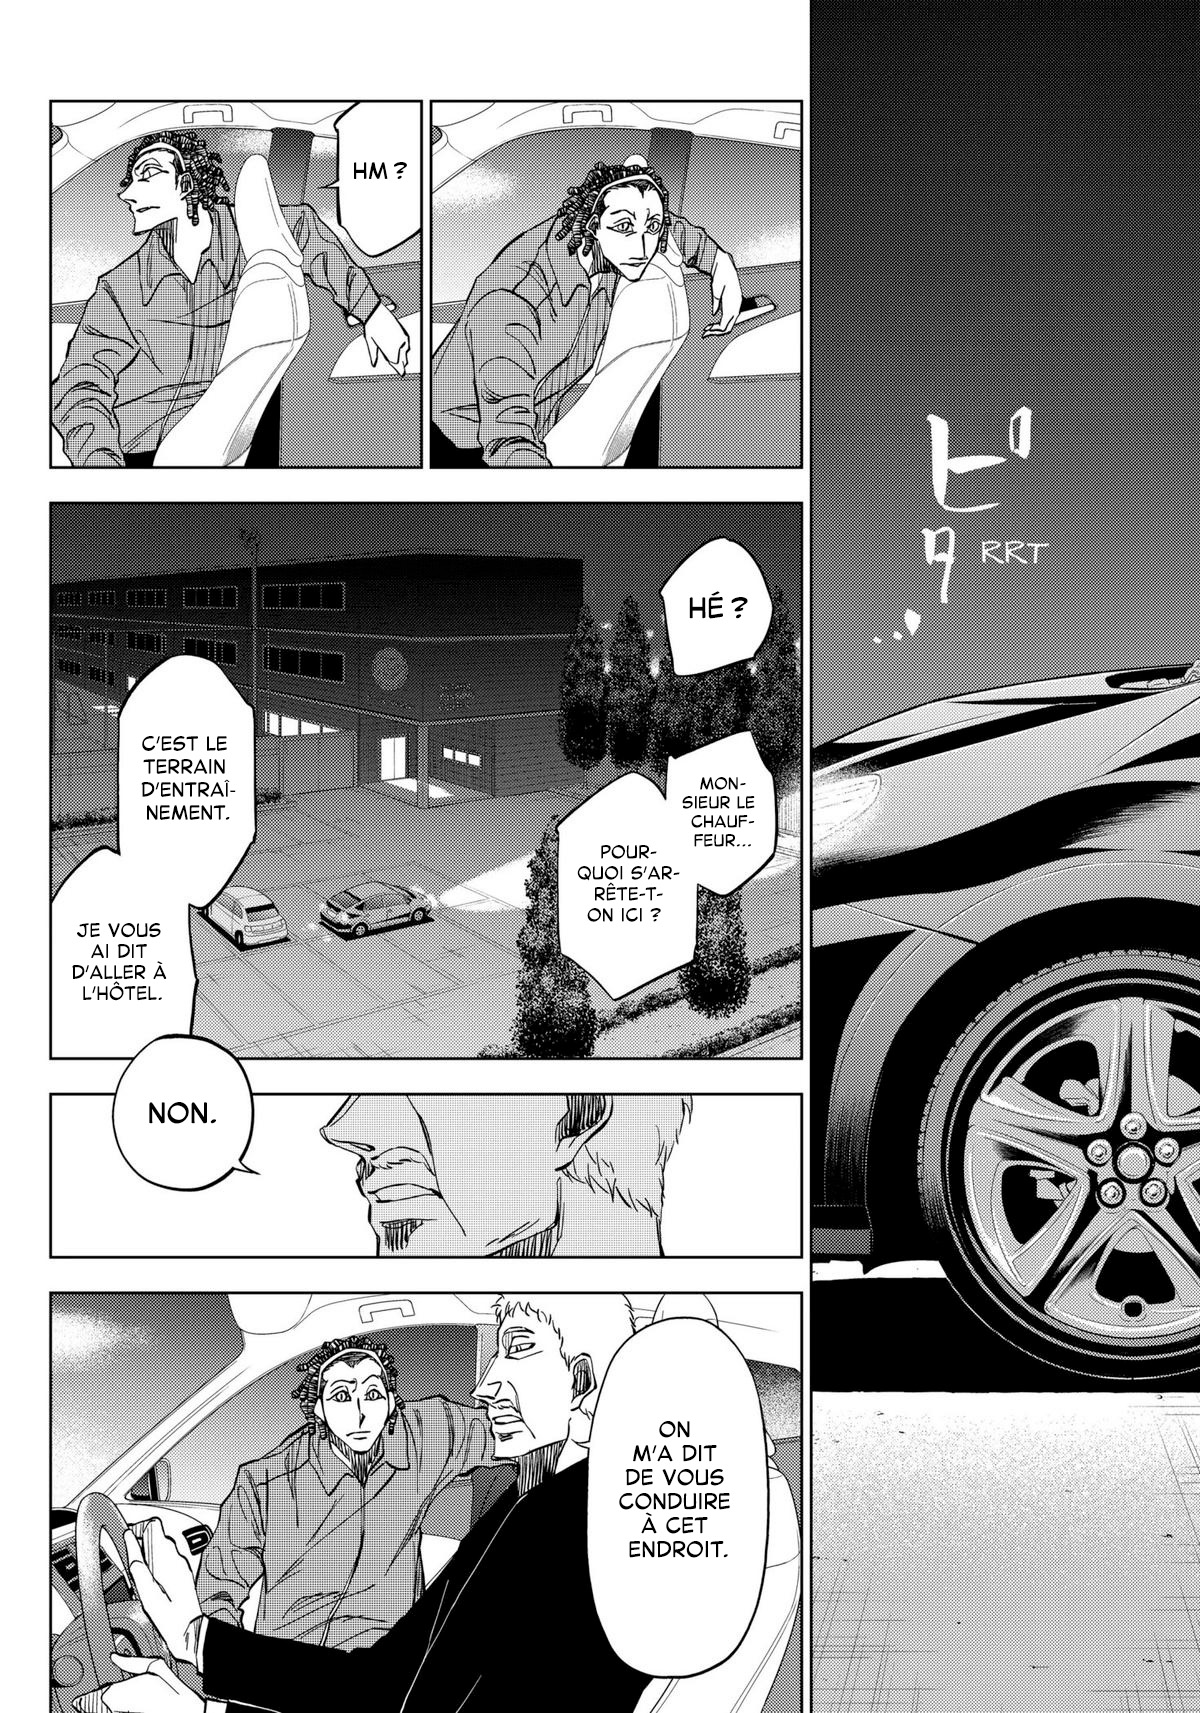 ピ
タ
RRT
HM ?
HÉ ?
MON-
SIEUR LE
CHAUF-
FEUR...
POUR-
QUOI S'AR-
RÊTE-T-
ON ICI ?
C'EST LE
TERRAIN
D'ENTRAÎ-
NEMENT.
JE VOUS
AI DIT
D'ALLER À
L'HÔTEL.
NON.
ON
M'A DIT
DE VOUS
CONDUIRE
À CET
ENDROIT.